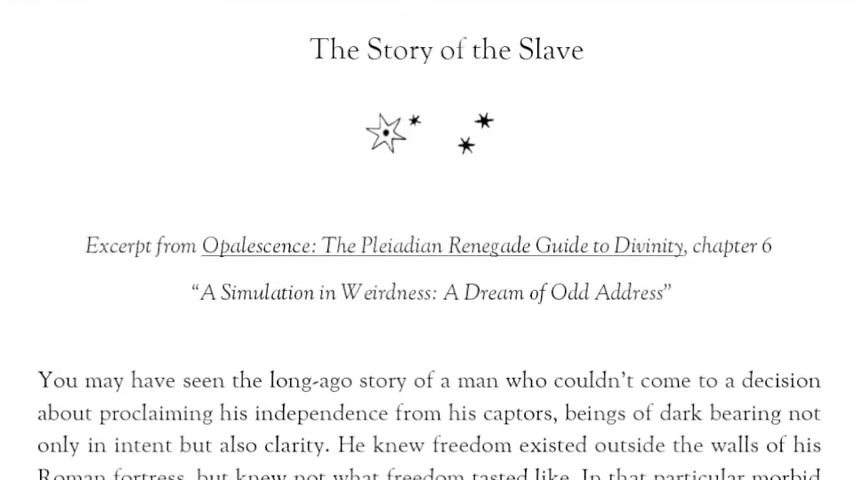 The Story of the Slave
Excerpt from Opalescence: The Pleiadian Renegade Guide to Divinity, chapter 6
“A Simulation in Weirdness: A Dream of Odd Address”
You may have seen the long-ago story of a man who couldn’t come to a decision
about proclaiming his independence from his captors, beings of dark bearing not
only in intent but also clarity. He knew freedom existed outside the walls of his
Roman fortress, but knew not what freedom tasted like. In that particular morbid